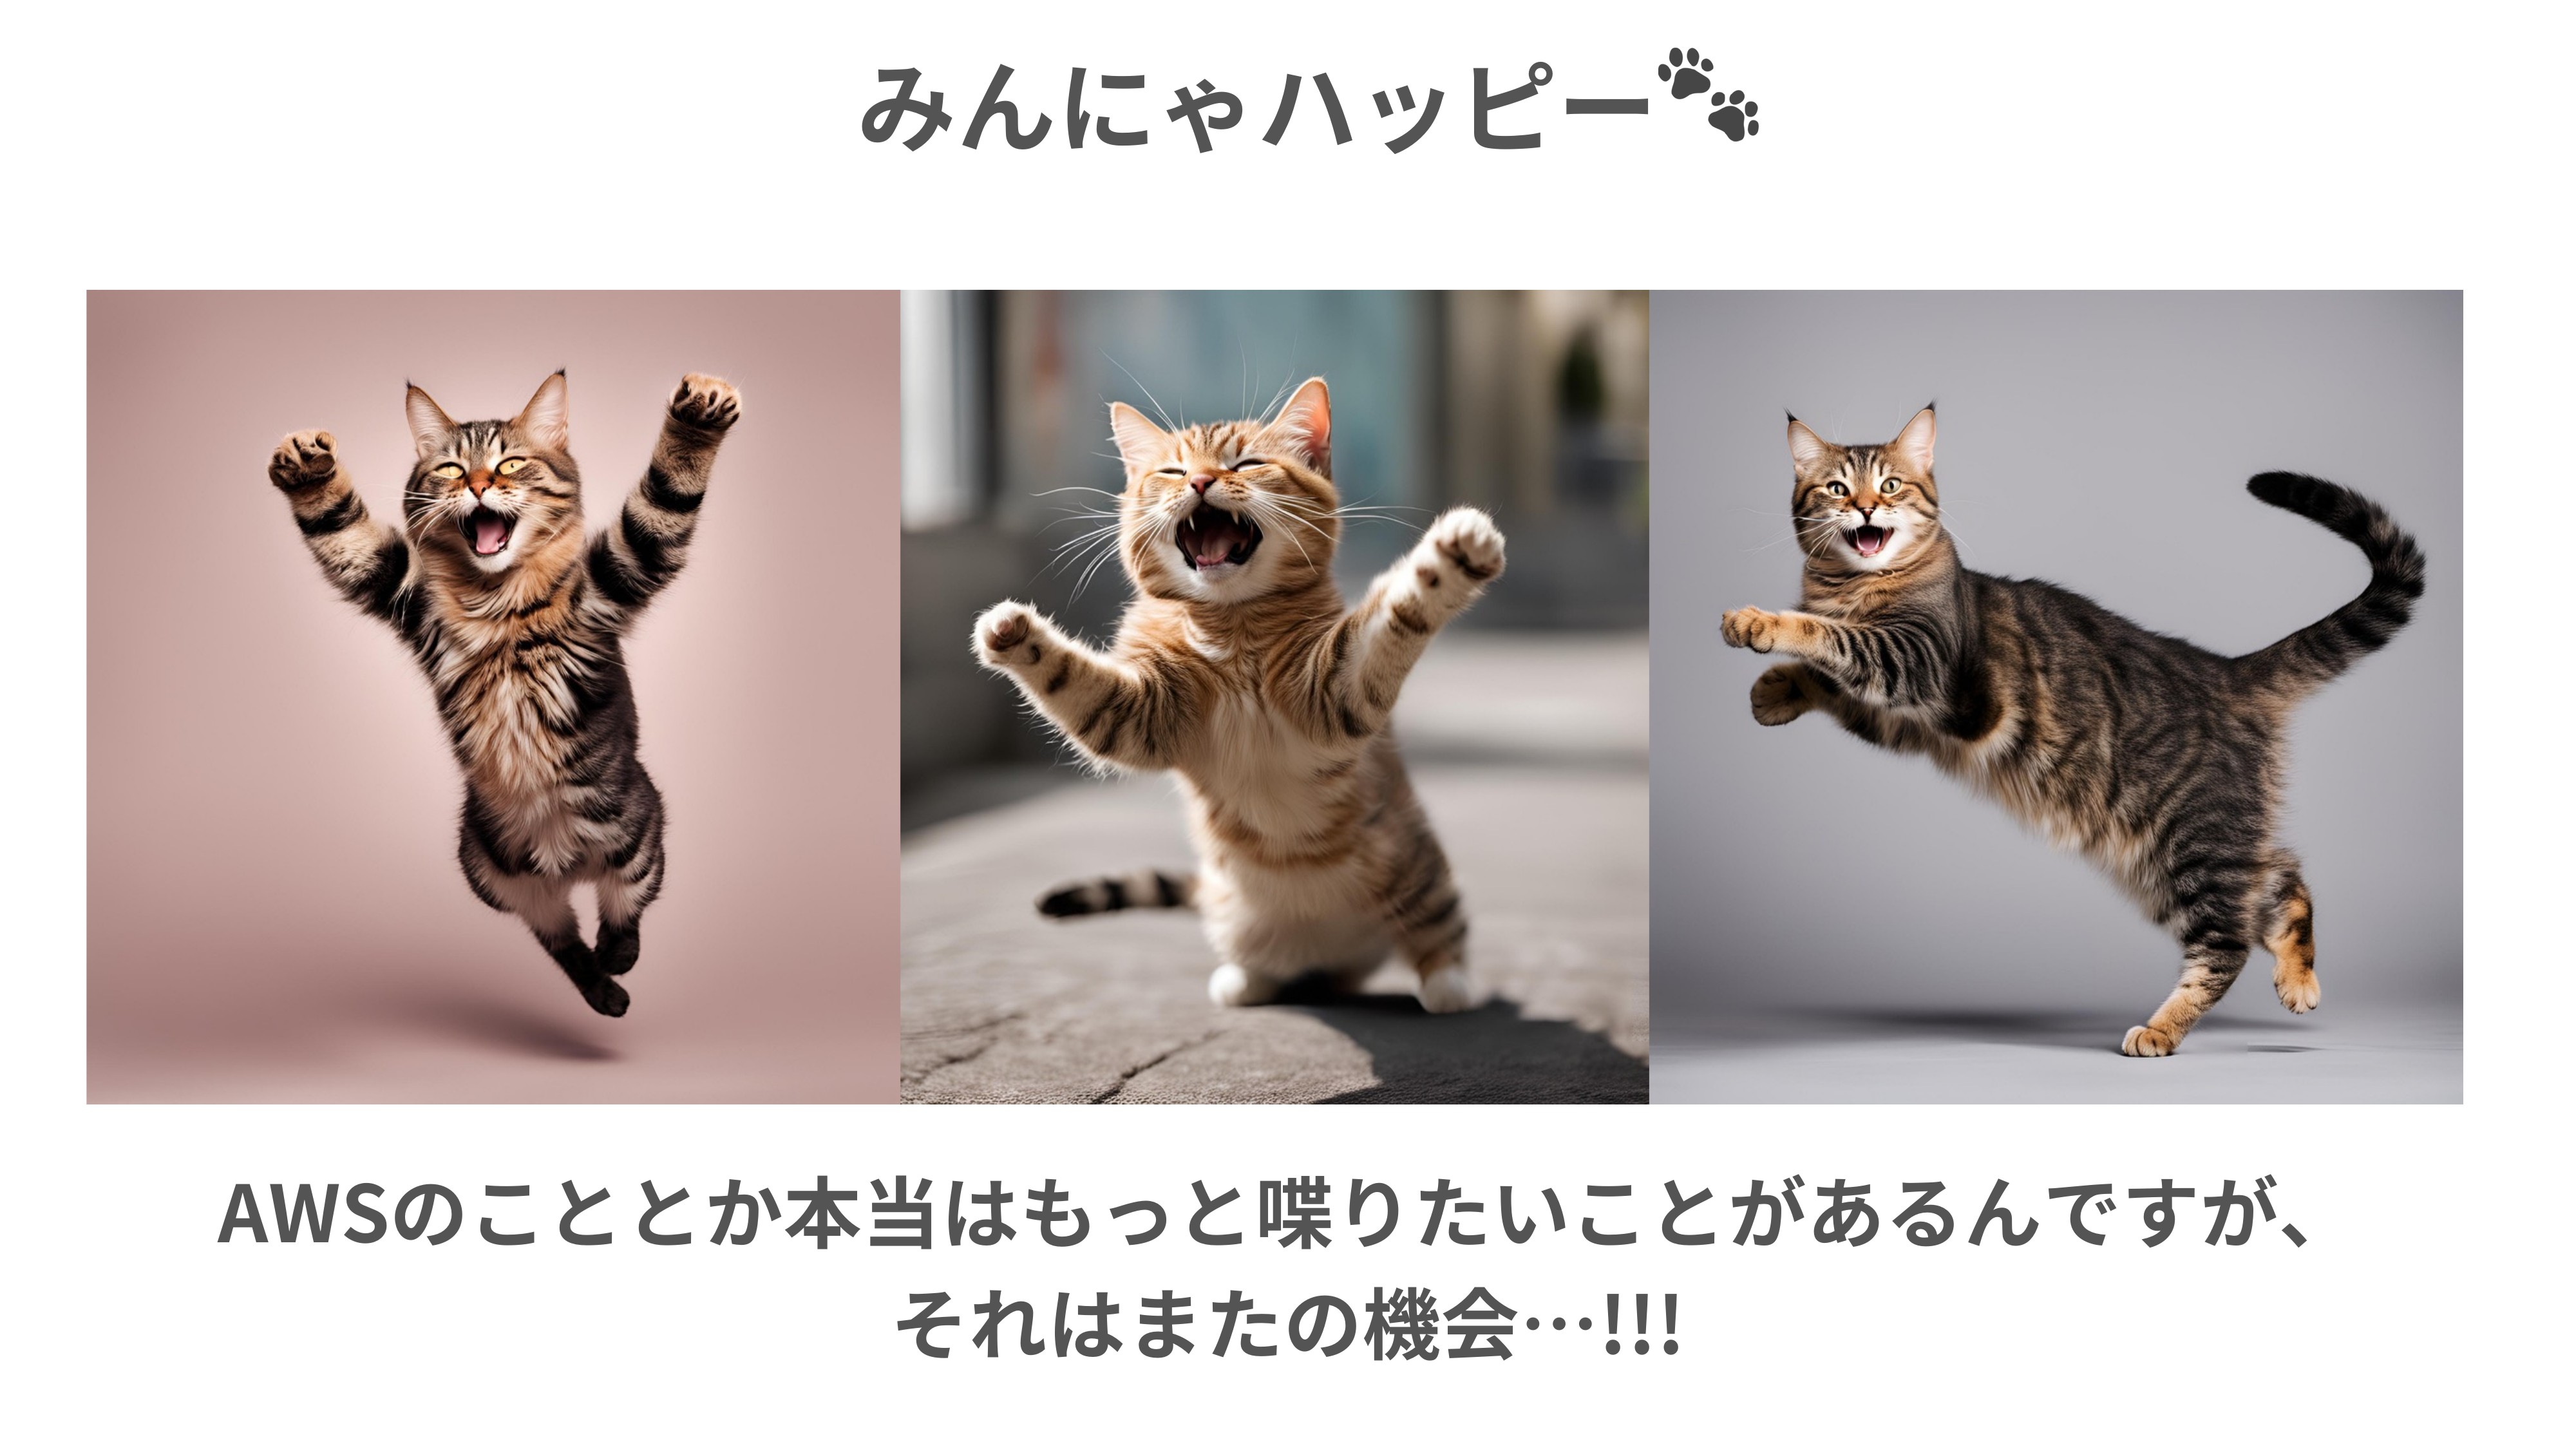 みんにゃハッピー🐾
AWSのこととか本当はもっと喋りたいことがあるんですが、
それはまたの機会…!!!